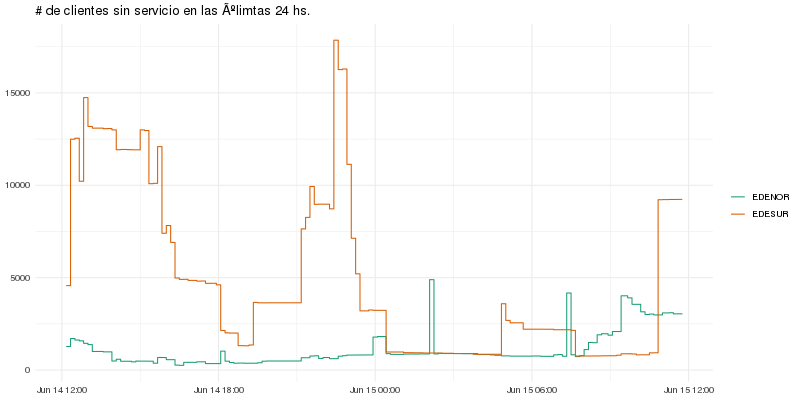 # de clientes sin servicio en las Ãºlimtas 24 hs.
15000
10000
5000
0
Jun 14 12:00
Jun 14 18:00
Jun 15 00:00
Jun 15 06:00
Jun 15 12:00
EDENOR
EDESUR